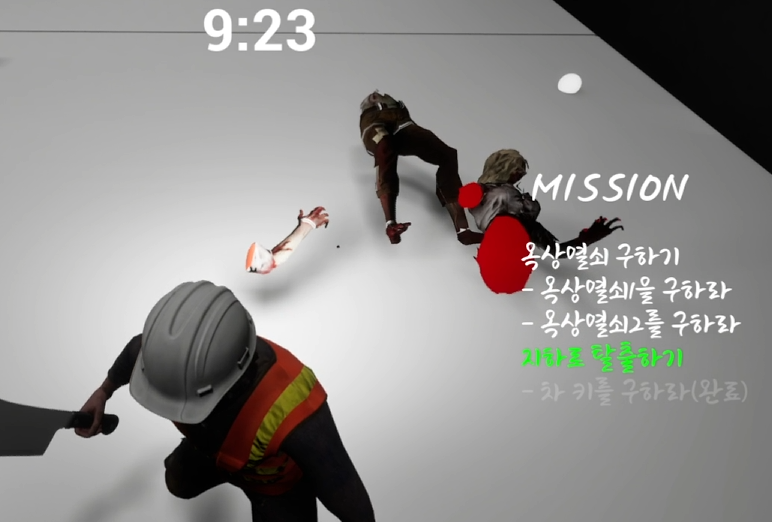 9:23
MISSION
옥상열쇠 구하기
- 옥상열쇠1을 구하라
- 옥상열쇠2를 구하라
지하로 탈출하기
- 차 키를 구하라(완료)